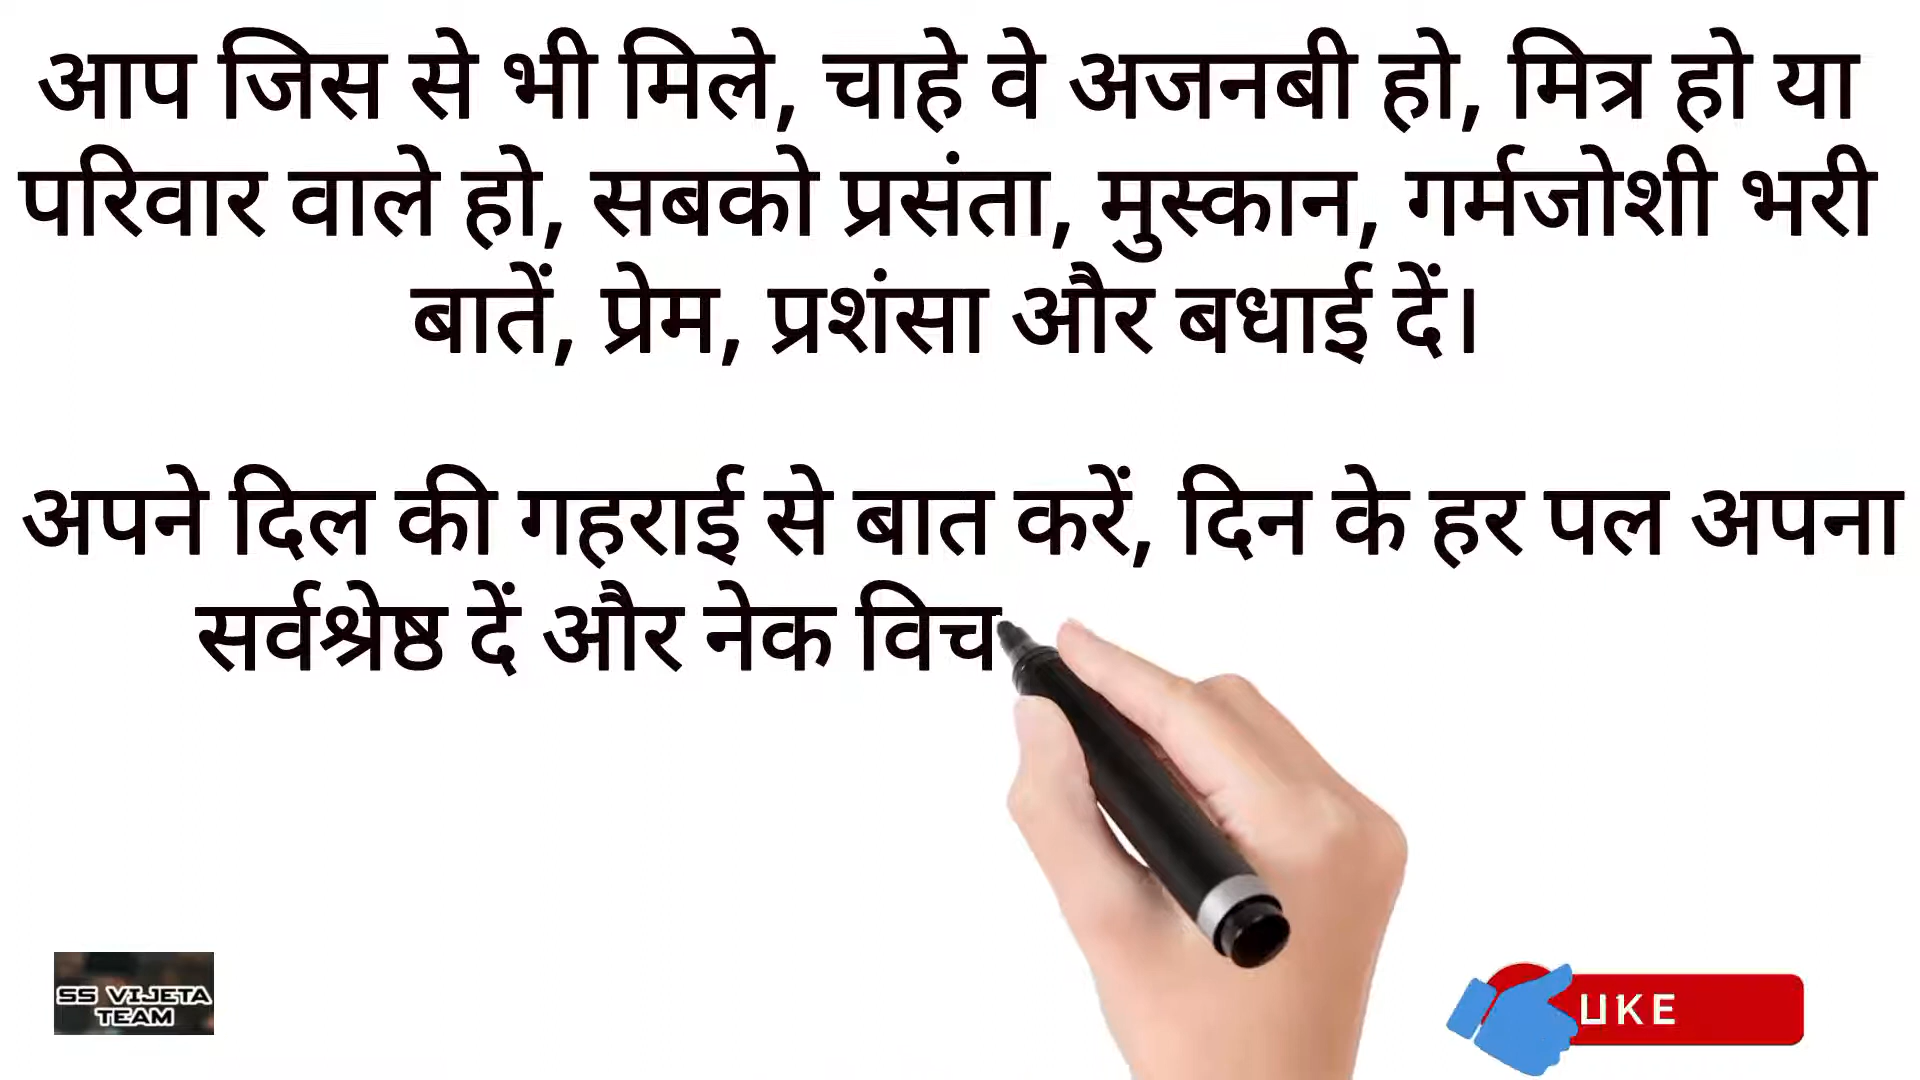 आप जिस से भी मिले, चाहे वे अजनबी हो, मित्र हो या
परिवार वाले हो, सबको प्रसंता, मुस्कान, गर्मजोशी भरी
बातें, प्रेम, प्रशंसा और बधाई दें।
अपने दिल की गहराई से बात करें, दिन के हर पल अपना
सर्वश्रेष्ठ दें और नेक विच
SS VIJETA
TEAM